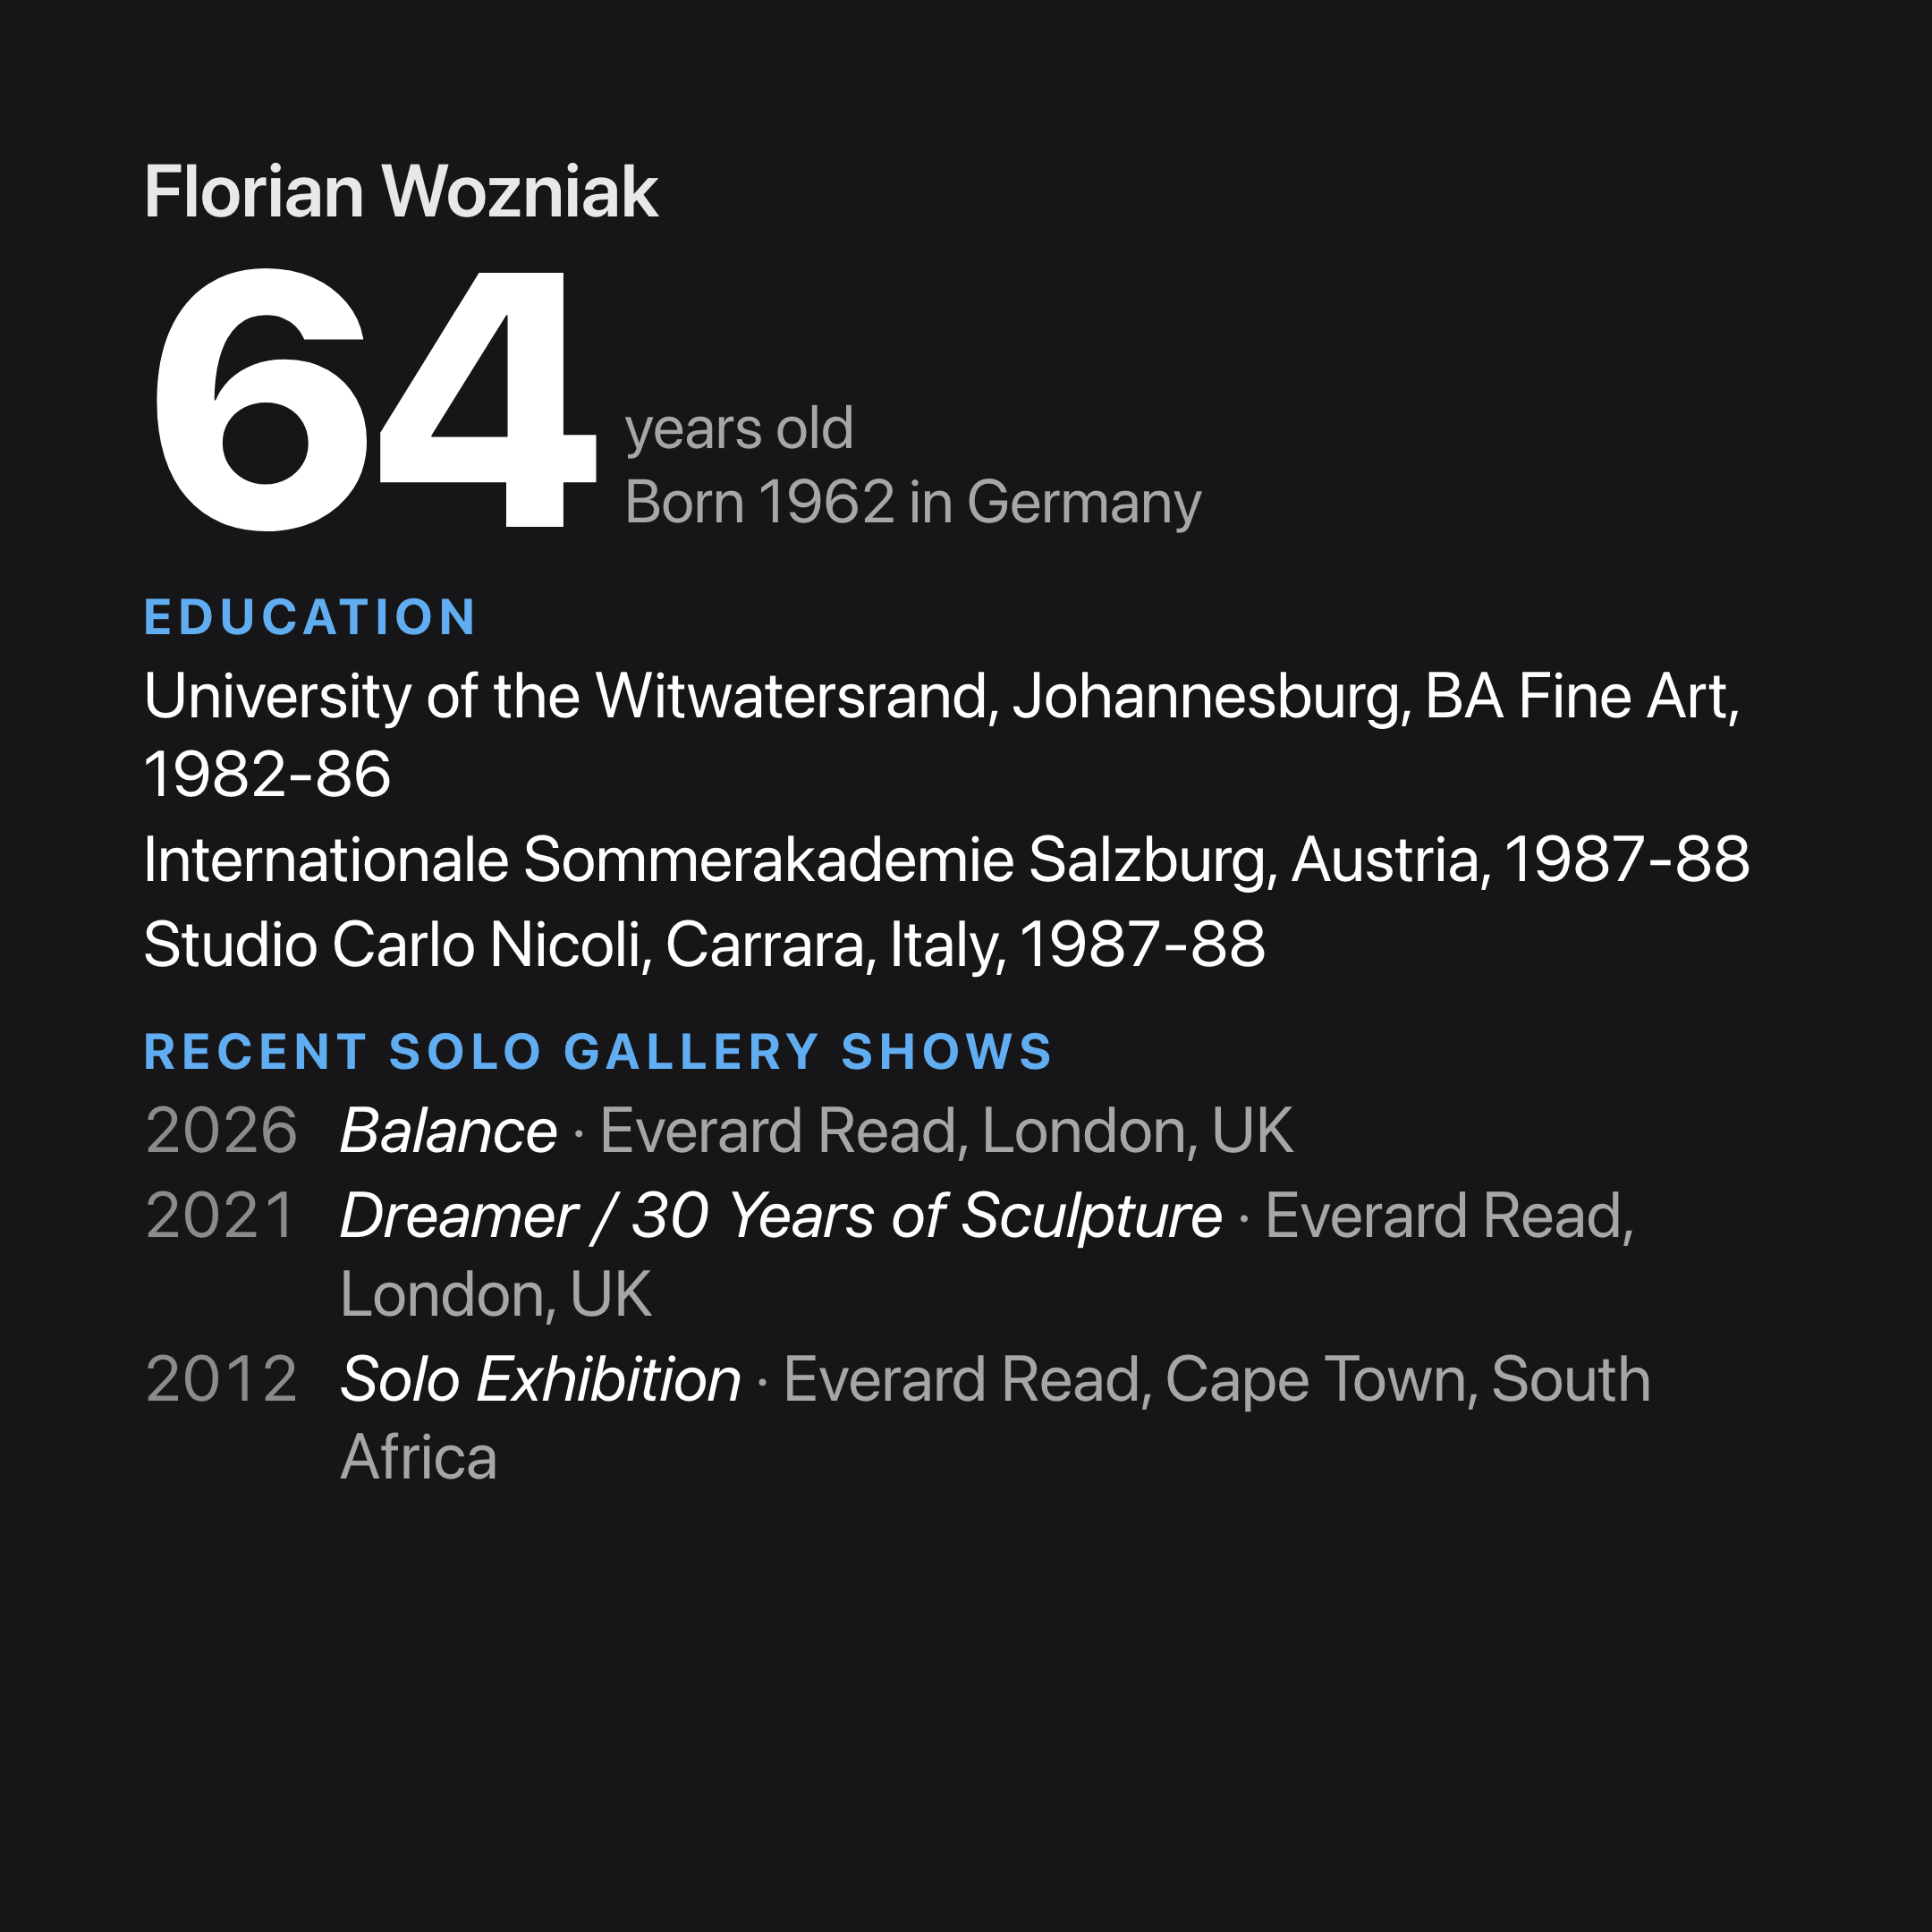 Florian Wozniak
64
years old
Born 1962 in Germany
EDUCATION
University of the Witwatersrand, Johannesburg, BA Fine Art,
1982-86
Internationale Sommerakademie Salzburg, Austria, 1987-88
Studio Carlo Nicoli, Carrara, Italy, 1987-88
RECENT SOLO GALLERY SHOWS
2026 Balance · Everard Read, London, UK
2021 Dreamer / 30 Years of Sculpture · Everard Read,
London, UK
2012 Solo Exhibition · Everard Read, Cape Town, South
Africa